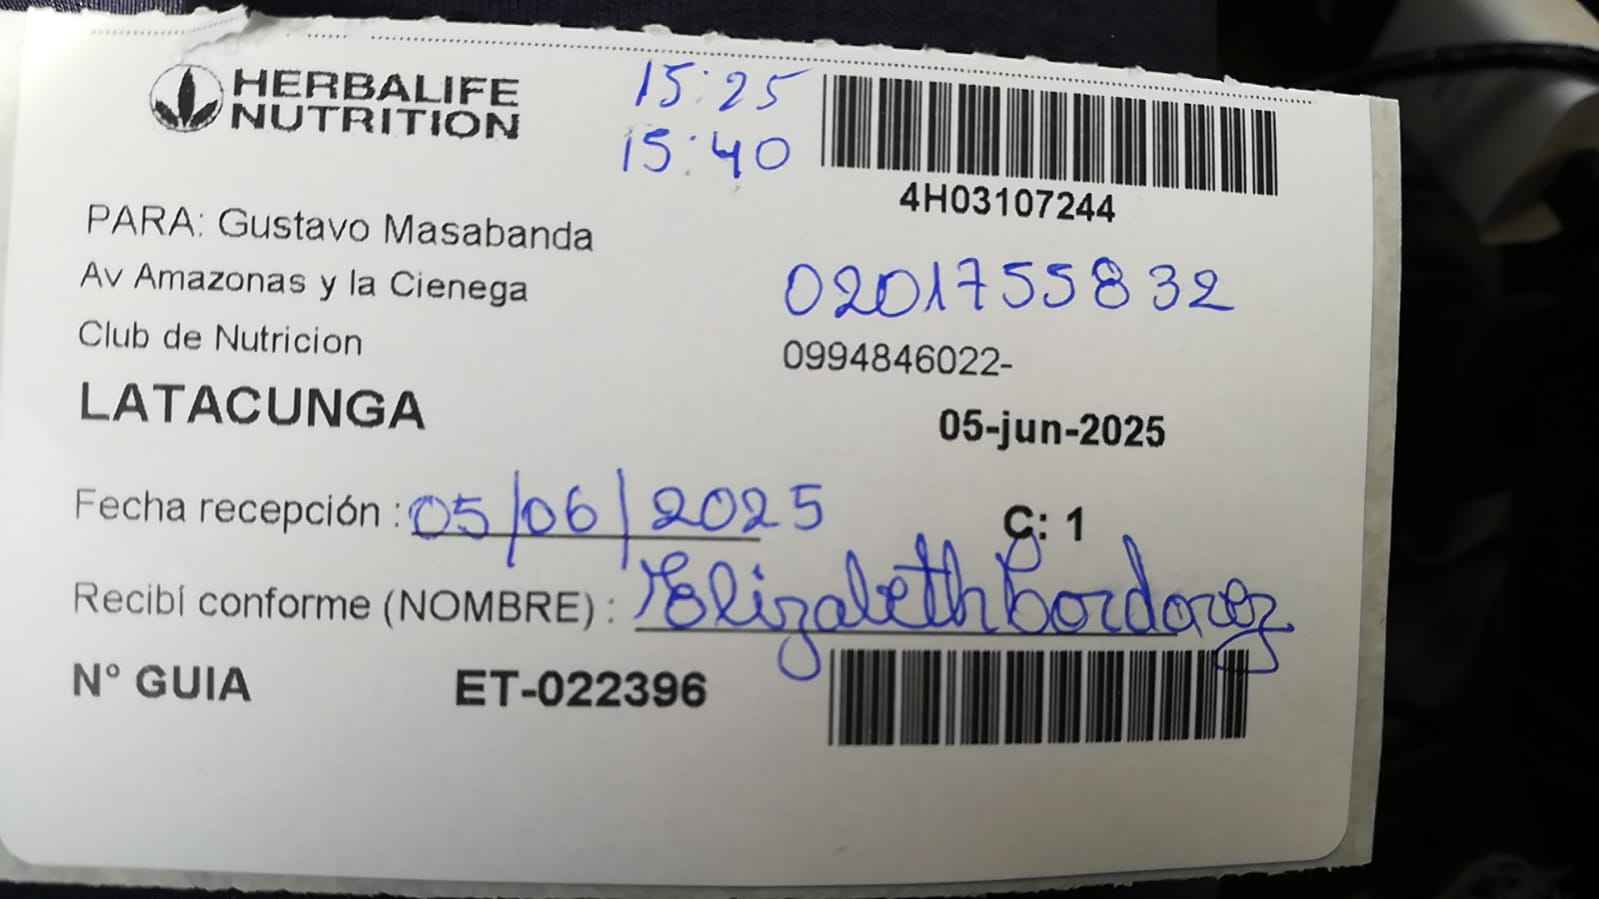 HERBALIFE
NUTRITION
15:25
15:40
4H03107244
PARA: Gustavo Masabanda
Av Amazonas y la Cienega
0201755832
Club de Nutricion
0994846022-
LATACUNGA
05-jun-2025
Fecha recepción : 05/06/2025
C: 1
Recibí conforme (NOMBRE) : Elizabeth Cordovez
N° GUIA ET-022396